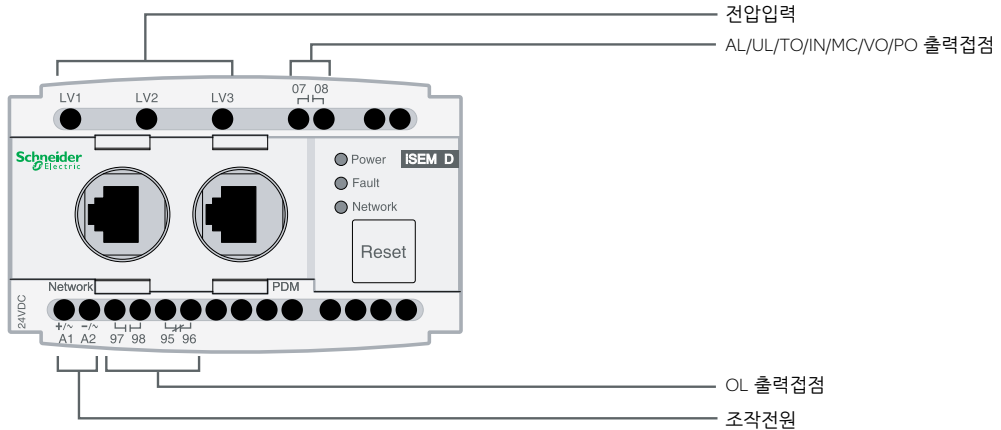 전압입력
AL/UL/TO/IN/MC/VO/PO 출력접점
LV1 LV2 LV3 07 08
Schneider
Electric
Power ISEM D
Fault
Network
Reset
Network PDM
24VDC
+/~ -/~
A1 A2 97 98 95 96
OL 출력접점
조작전원